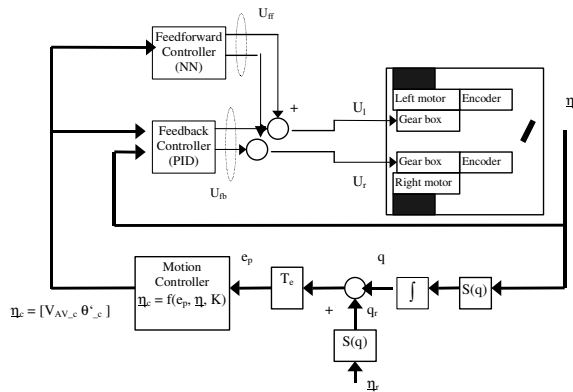 U_ff
Feedforward
Controller
(NN)
+
U_l
Left motor
Encoder
Gear box
η
Feedback
Controller
(PID)
U_fb
U_r
Gear box
Encoder
Right motor
e_p
q
Motion
Controller
η_c = f(e_p, η, K)
T_e
∫
S(q)
η_c = [V_AV_c θ‘_c ]
+
q_r
S(q)
η_r